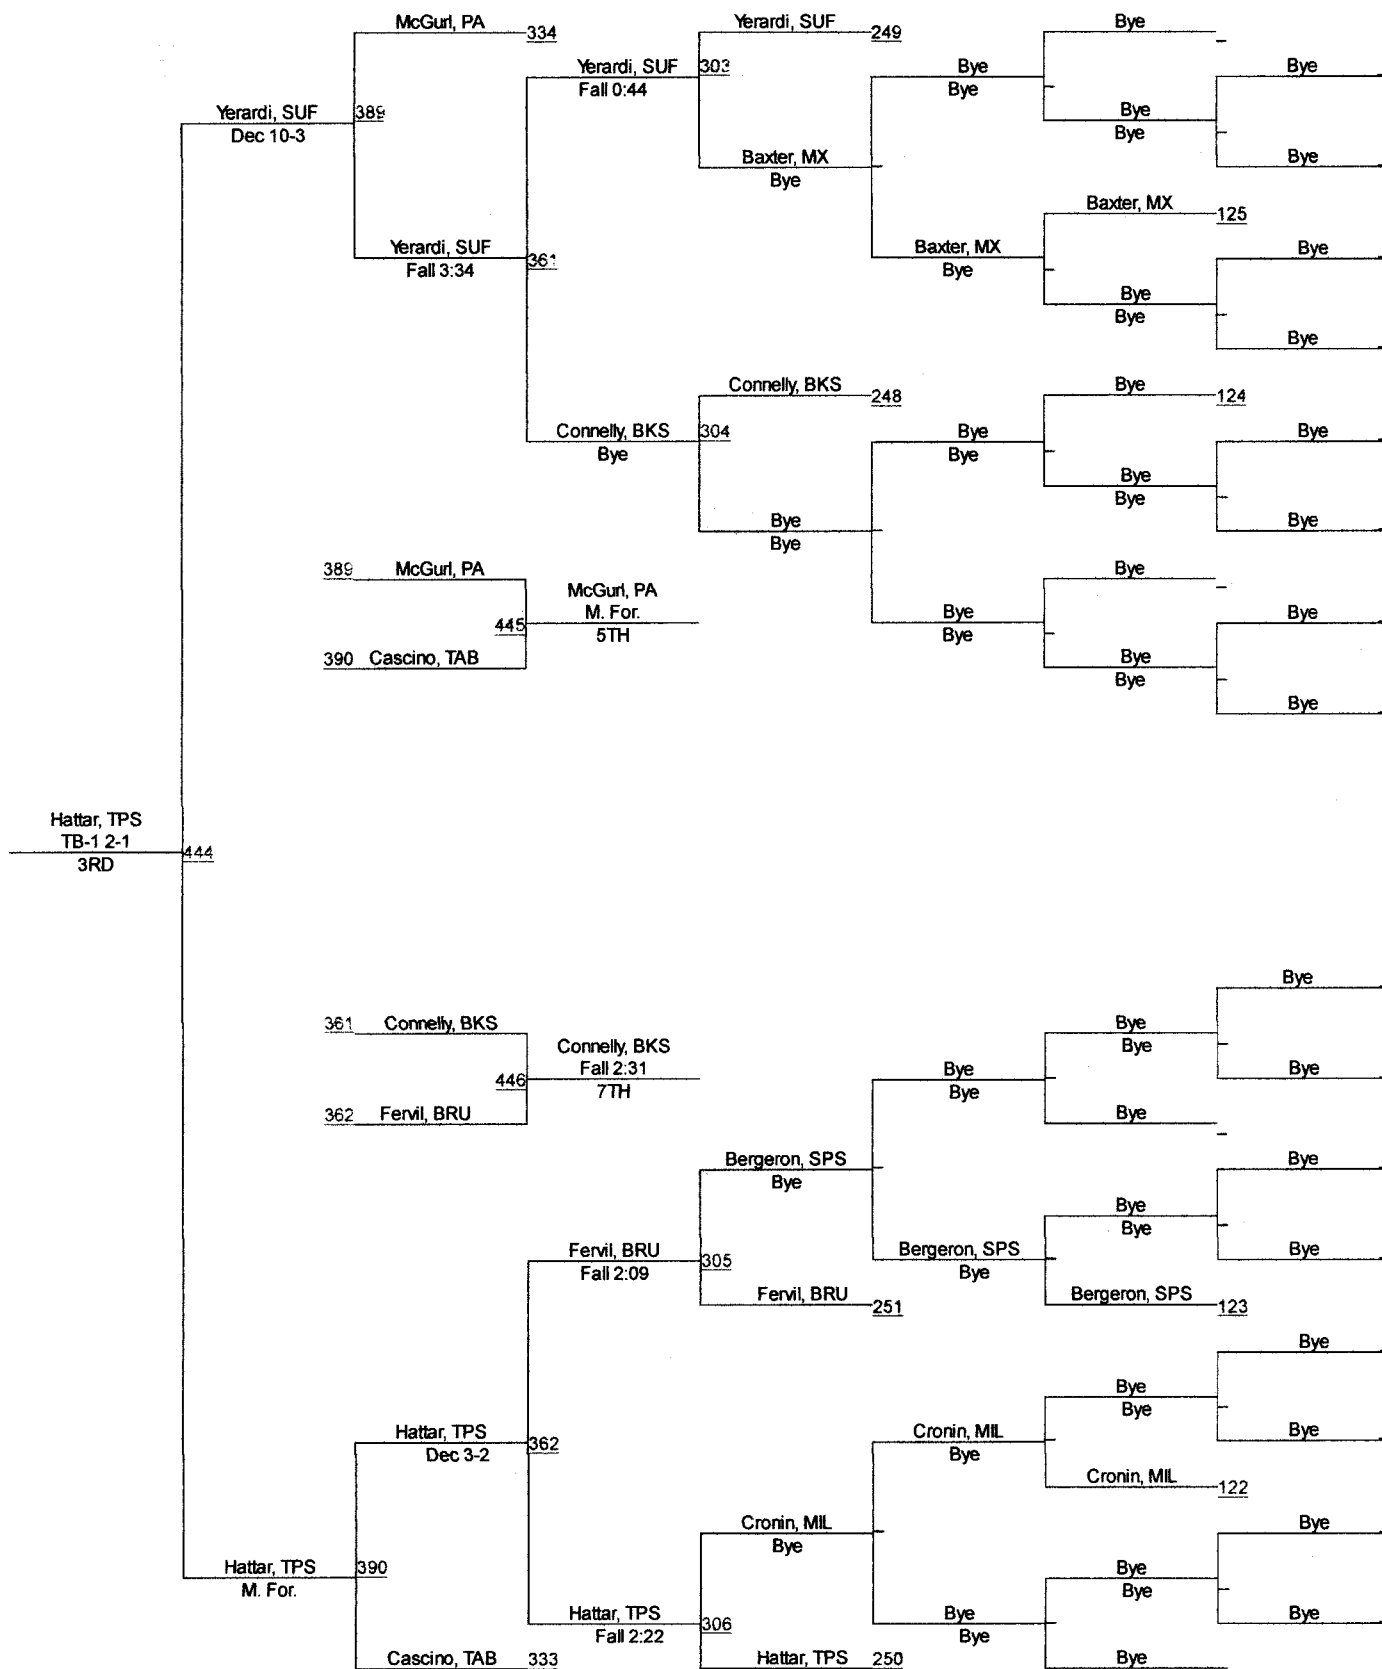 McGurl, PA
334
Yerardi, SUF
249
Bye
Yerardi, SUF
303
Fall 0:44
Bye
Bye
Bye
Yerardi, SUF
389
Dec 10-3
Bye
Bye
Baxter, MX
Bye
Bye
Baxter, MX
125
Yerardi, SUF
361
Fall 3:34
Baxter, MX
Bye
Bye
Bye
Bye
Bye
Connelly, BKS
248
Bye
124
Connelly, BKS
304
Bye
Bye
Bye
Bye
Bye
Bye
Bye
Bye
Bye
389
McGurl, PA
McGurl, PA
M. For.
5TH
445
Bye
Bye
Bye
Bye
390
Cascino, TAB
Bye
Bye
Bye
Hattar, TPS
TB-1 2-1
3RD
444
Bye
361
Connelly, BKS
Connelly, BKS
Fall 2:31
7TH
446
Bye
Bye
Bye
Bye
Bye
362
Fervil, BRU
Bye
Bergeron, SPS
Bye
Bye
Bye
Bye
Fervil, BRU
305
Fall 2:09
Bergeron, SPS
Bye
Bye
Fervil, BRU
251
Bergeron, SPS
123
Bye
Bye
Bye
Hattar, TPS
362
Dec 3-2
Cronin, MIL
Bye
Bye
Cronin, MIL
122
Cronin, MIL
Bye
Bye
Hattar, TPS
390
M. For.
Bye
Bye
Hattar, TPS
306
Fall 2:22
Bye
Bye
Bye
Cascino, TAB
333
Hattar, TPS
250
Bye